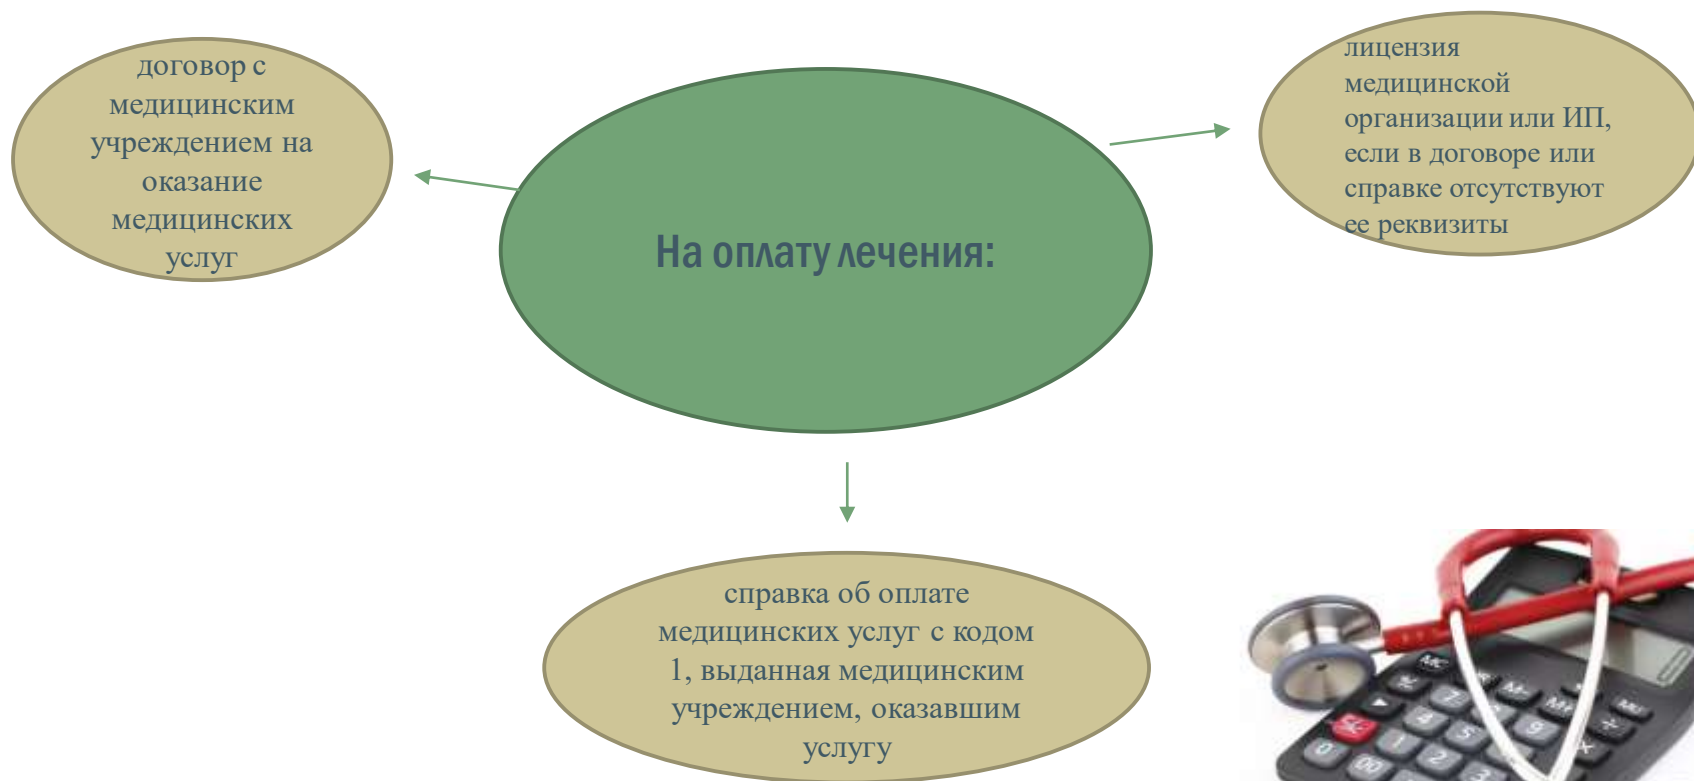 договор с
медицинским
учреждением на
оказание
медицинских
услуг
На оплату лечения:
лицензия
медицинской
организации или ИП,
если в договоре или
справке отсутствуют
ее реквизиты
справка об оплате
медицинских услуг с кодом
1, выданная медицинским
учреждением, оказавшим
услугу